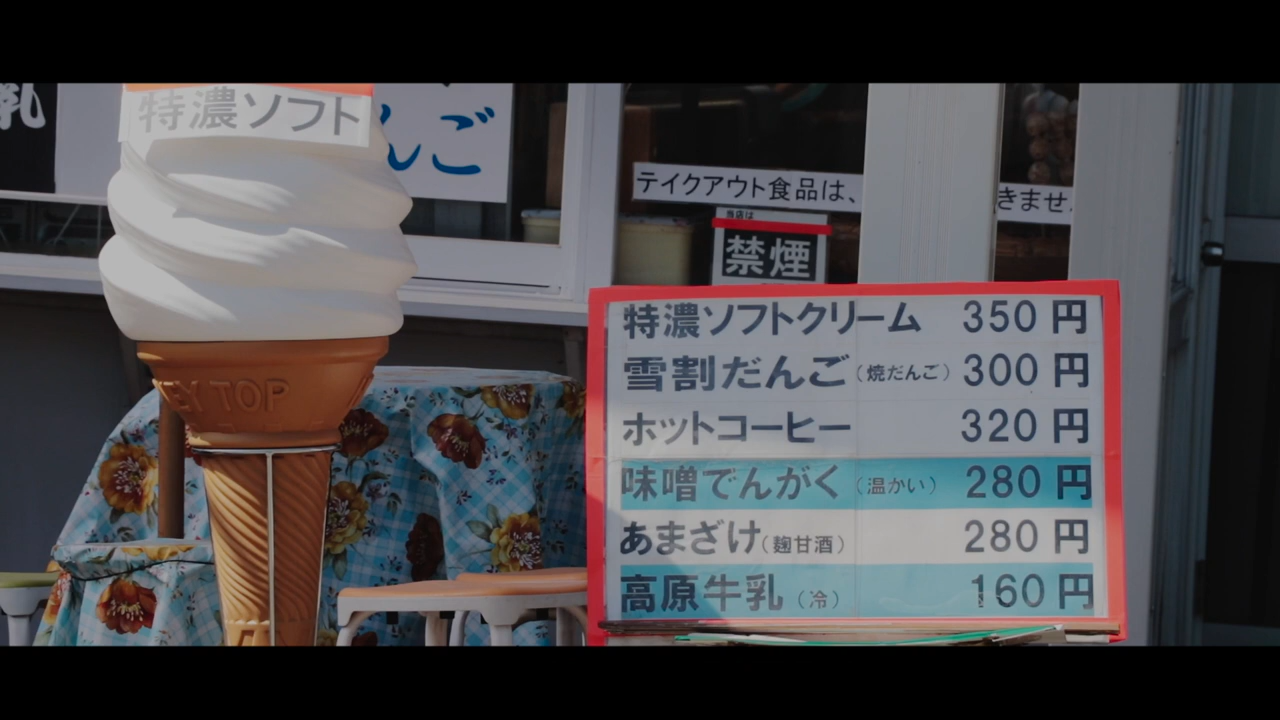 乳
特濃ソフト
んご
テイクアウト食品は、
きませ
当店は
禁煙
特濃ソフトクリーム 350円
雪割だんご(焼だんご) 300円
ホットコーヒー 320円
味噌でんがく(温かい) 280円
あまざけ(麹甘酒) 280円
高原牛乳(冷) 160円
EY TOP